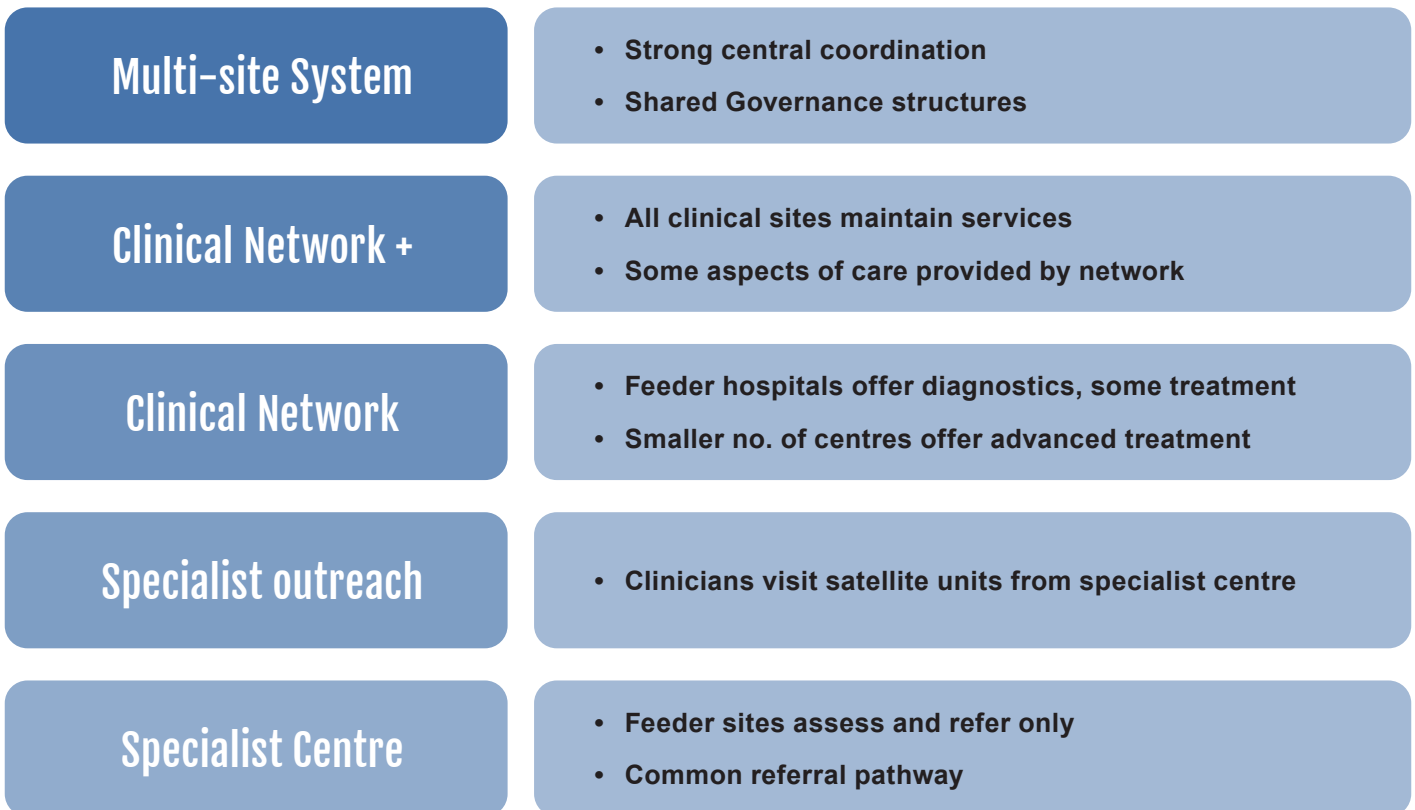 Multi-site System
• Strong central coordination
• Shared Governance structures
Clinical Network +
• All clinical sites maintain services
• Some aspects of care provided by network
Clinical Network
• Feeder hospitals offer diagnostics, some treatment
• Smaller no. of centres offer advanced treatment
Specialist outreach
• Clinicians visit satellite units from specialist centre
Specialist Centre
• Feeder sites assess and refer only
• Common referral pathway